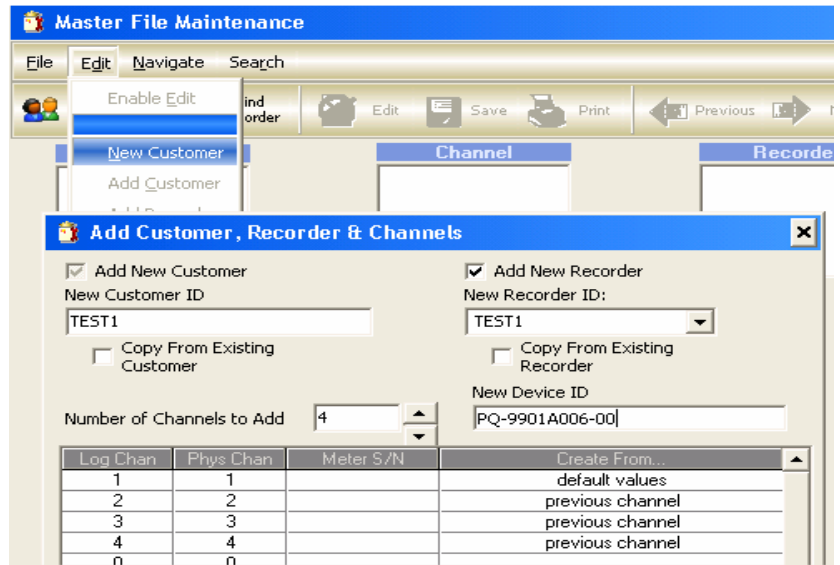 Master File Maintenance
File Edit Navigate Search
Enable Edit
ind
order
Edit Save Print Previous
New Customer
Channel
Recorde
Add Customer
Add Customer, Recorder & Channels
Add New Customer
Add New Recorder
New Customer ID
New Recorder ID:
TEST1
TEST1
Copy From Existing
Customer
Copy From Existing
Recorder
New Device ID
Number of Channels to Add 4
PQ-9901A006-00
Log Chan Phys Chan Meter S/N Create From...
1 1 default values
2 2 previous channel
3 3 previous channel
4 4 previous channel
0 0